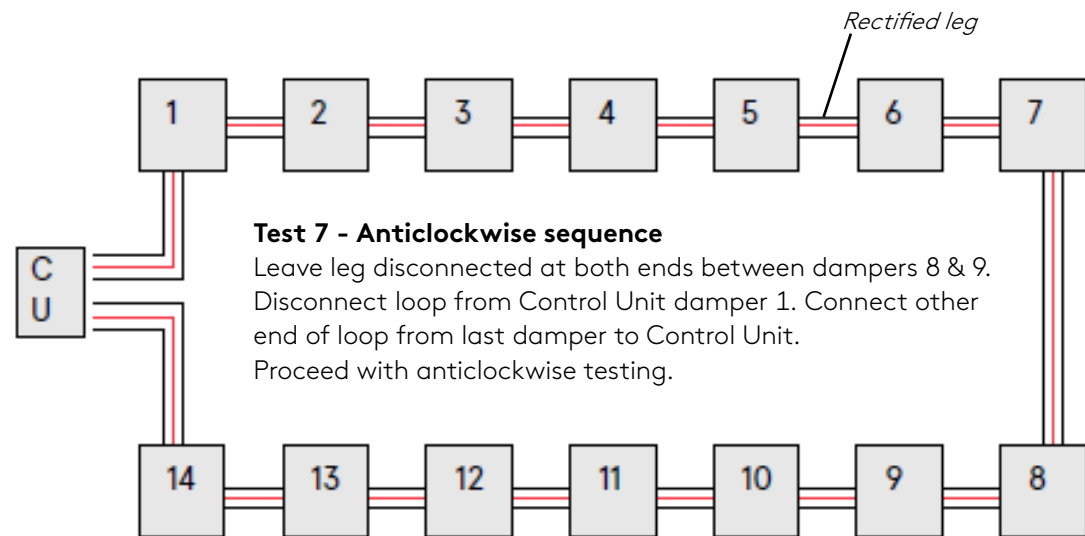 Rectified leg
1 2 3 4 5 6 7
Test 7 - Anticlockwise sequence
Leave leg disconnected at both ends between dampers 8 & 9.
C
Disconnect loop from Control Unit damper 1. Connect other
U
end of loop from last damper to Control Unit.
Proceed with anticlockwise testing.
14 13 12 11 10 9 8